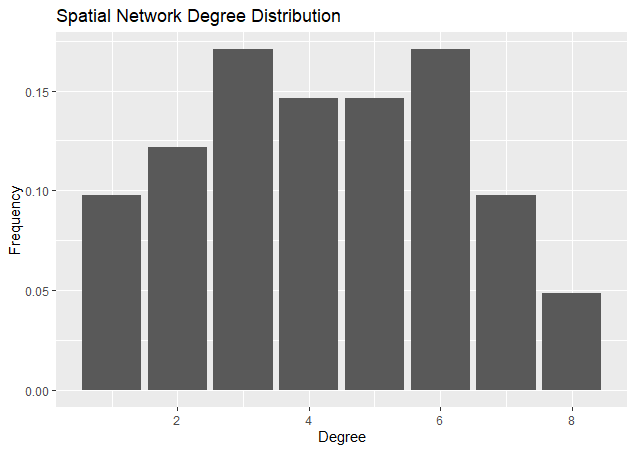 Spatial Network Degree Distribution
Frequency
0.15
0.10
0.05
0.00
2 4 6 8
Degree